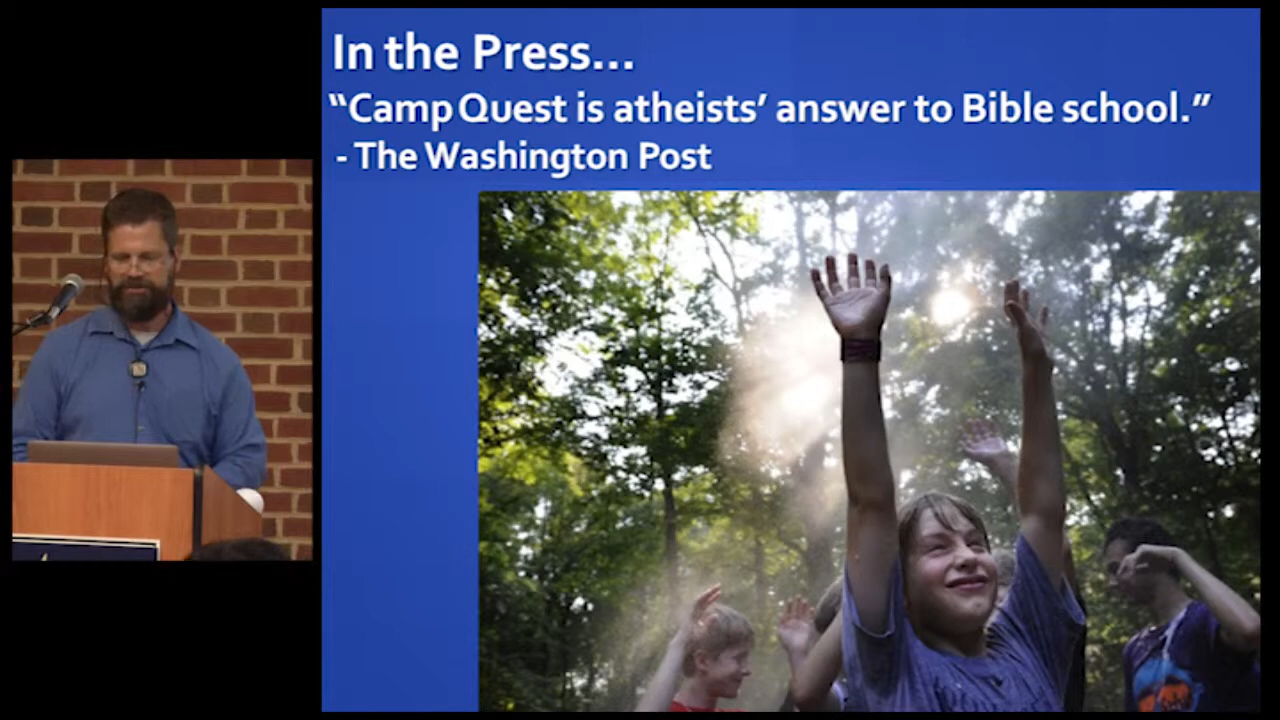 In the Press...
“Camp Quest is atheists’ answer to Bible school.”
- The Washington Post